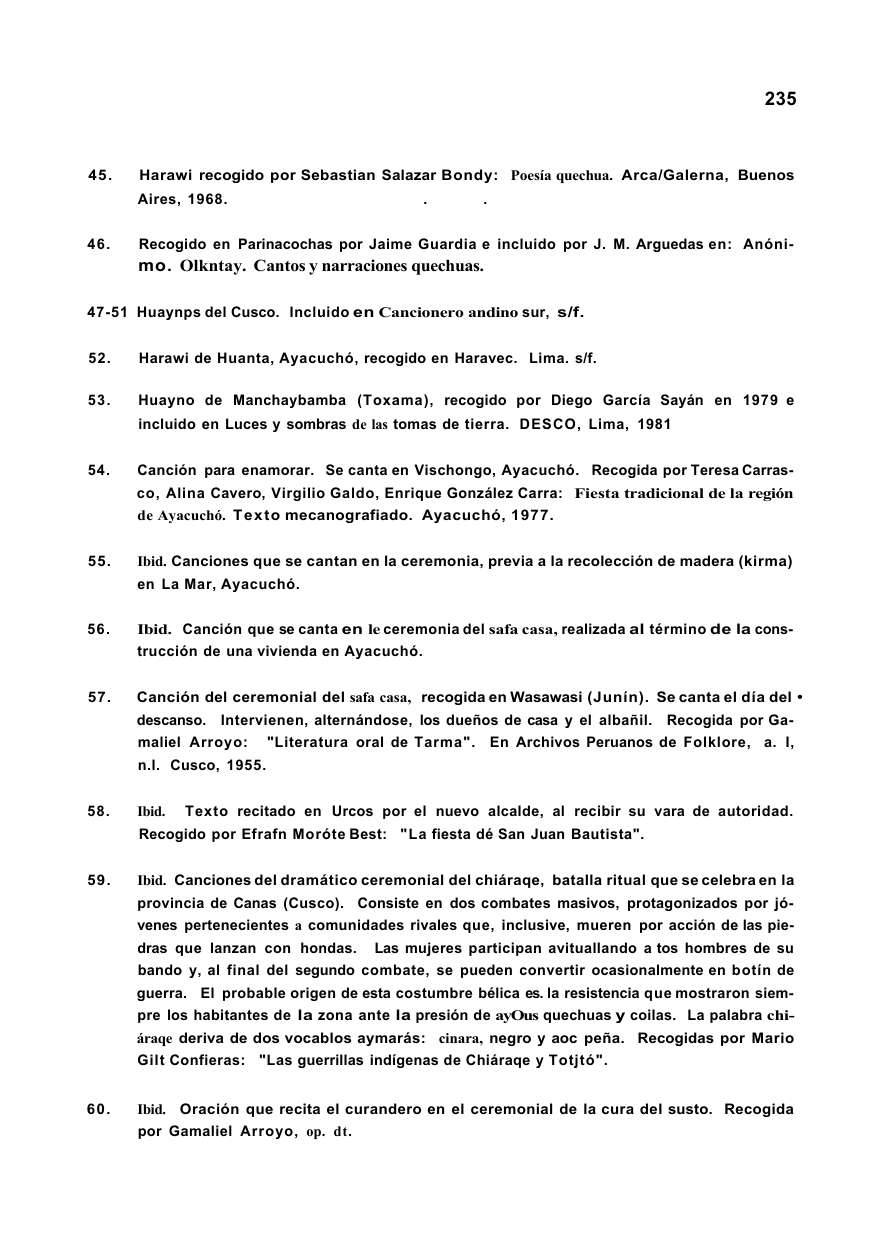 235
45. Harawi recogido por Sebastian Salazar Bondy: Poesía quechua. Arca/Galerna, Buenos
Aires, 1968. . .
46. Recogido en Parinacochas por Jaime Guardia e incluido por J. M. Arguedas en: Anóni-
mo. Olkntay. Cantos y narraciones quechuas.
47-51 Huaynps del Cusco. Incluido en Cancionero andino sur, s/f.
52. Harawi de Huanta, Ayacuchó, recogido en Haravec. Lima. s/f.
53. Huayno de Manchaybamba (Toxama), recogido por Diego García Sayán en 1979 e
incluido en Luces y sombras de las tomas de tierra. DESCO, Lima, 1981
54. Canción para enamorar. Se canta en Vischongo, Ayacuchó. Recogida por Teresa Carras-
co, Alina Cavero, Virgilio Galdo, Enrique González Carra: Fiesta tradicional de la región
de Ayacuchó. Texto mecanografiado. Ayacuchó, 1977.
55. Ibid. Canciones que se cantan en la ceremonia, previa a la recolección de madera (kirma)
en La Mar, Ayacuchó.
56. Ibid. Canción que se canta en le ceremonia del safa casa, realizada al término de la cons-
trucción de una vivienda en Ayacuchó.
57. Canción del ceremonial del safa casa, recogida en Wasawasi (Junín). Se canta el día del •
descanso. Intervienen, alternándose, los dueños de casa y el albañil. Recogida por Ga-
maliel Arroyo: "Literatura oral de Tarma". En Archivos Peruanos de Folklore, a. I,
n.l. Cusco, 1955.
58. Ibid. Texto recitado en Urcos por el nuevo alcalde, al recibir su vara de autoridad.
Recogido por Efrafn Moróte Best: "La fiesta dé San Juan Bautista".
59. Ibid. Canciones del dramático ceremonial del chiáraqe, batalla ritual que se celebra en la
provincia de Canas (Cusco). Consiste en dos combates masivos, protagonizados por jó-
venes pertenecientes a comunidades rivales que, inclusive, mueren por acción de las pie-
dras que lanzan con hondas. Las mujeres participan avituallando a tos hombres de su
bando y, al final del segundo combate, se pueden convertir ocasionalmente en botín de
guerra. El probable origen de esta costumbre bélica es. la resistencia que mostraron siem-
pre los habitantes de la zona ante la presión de ayOus quechuas y coilas. La palabra chi-
áraqe deriva de dos vocablos aymarás: cinara, negro y aoc peña. Recogidas por Mario
Gilt Confieras: "Las guerrillas indígenas de Chiáraqe y Totjtó".
60. Ibid. Oración que recita el curandero en el ceremonial de la cura del susto. Recogida
por Gamaliel Arroyo, op. dt.